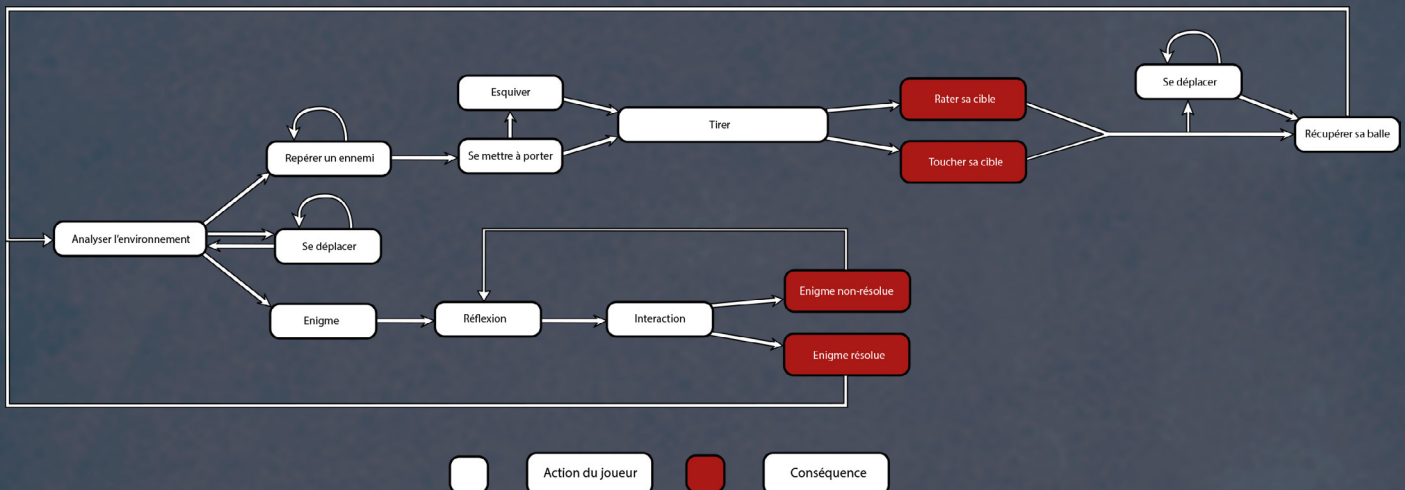 Se déplacer
Esquiver
Rater sa cible
Tirer
Récupérer sa balle
Repérer un ennemi
Se mettre à porter
Toucher sa cible
Analyser l'environnement
Se déplacer
Enigme non-résolue
Enigme
Réflexion
Interaction
Enigme résolue
Action du joueur
Conséquence